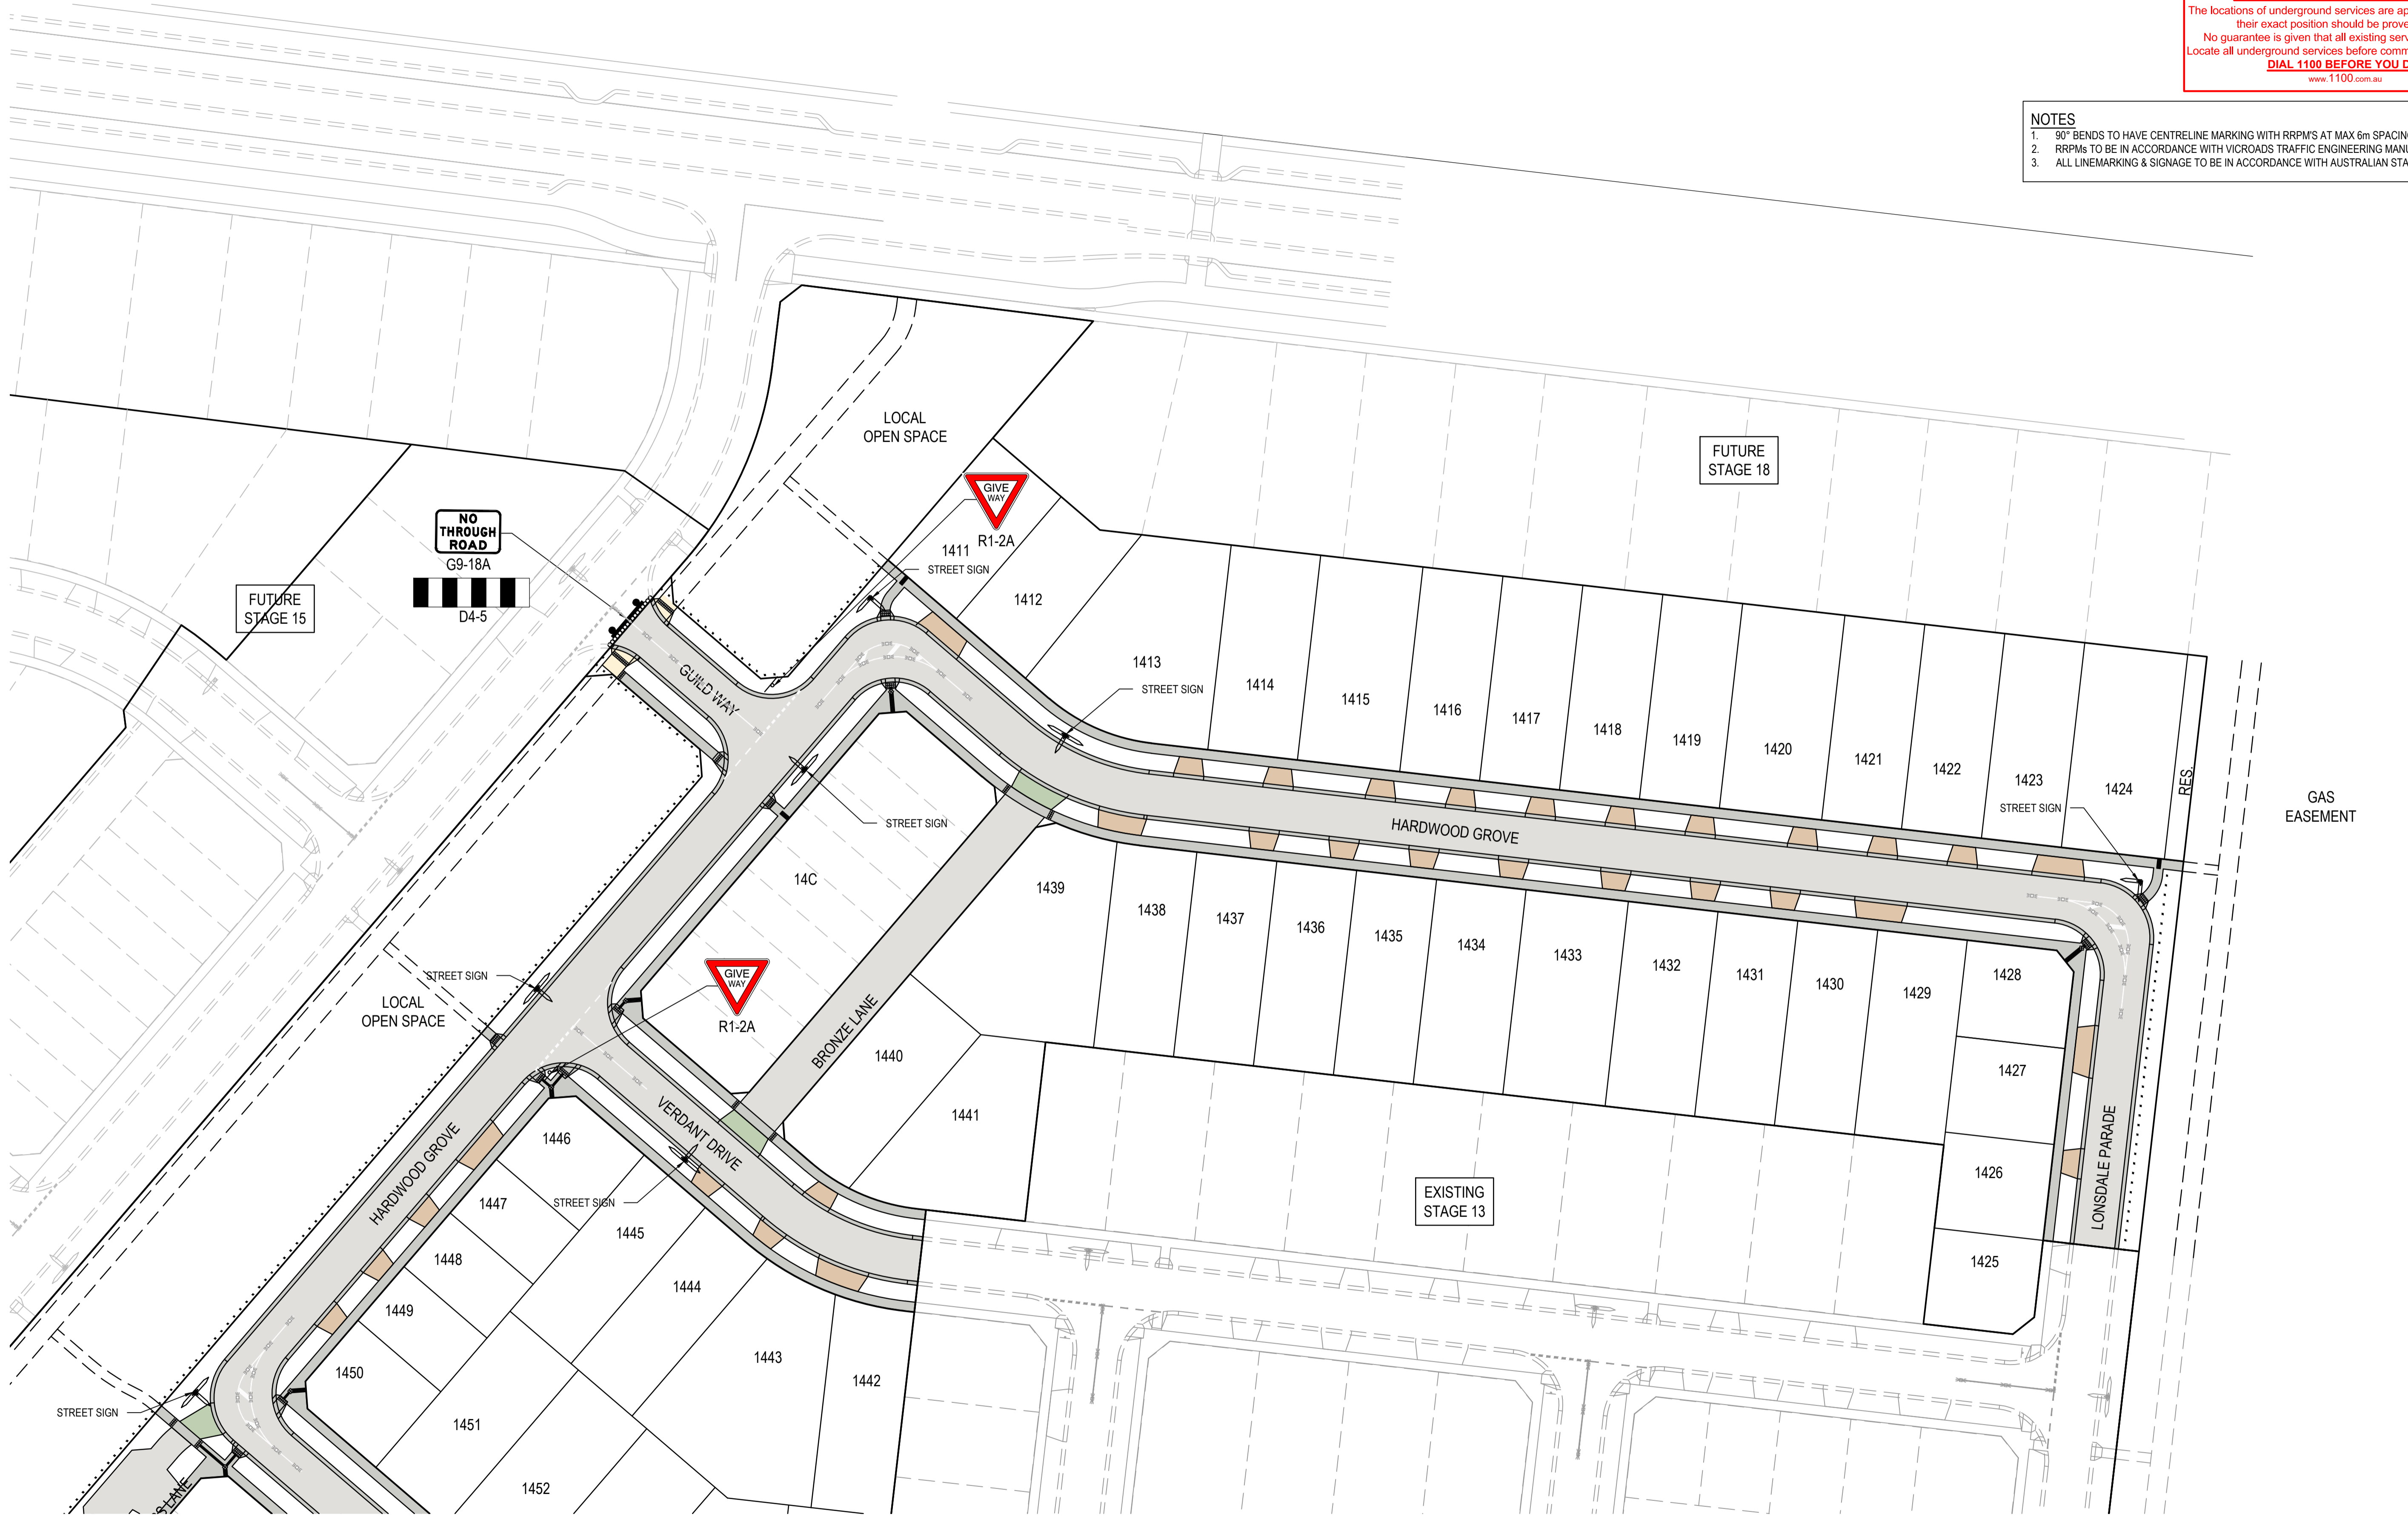 The locations of underground services are ap
their exact position should be prove
No guarantee is given that all existing serv
Locate all underground services before comm
DIAL 1100 BEFORE YOU D
www.1100.com.au
NOTES
1. 90° BENDS TO HAVE CENTRELINE MARKING WITH RRPM'S AT MAX 6m SPACING
2. RRPMs TO BE IN ACCORDANCE WITH VICROADS TRAFFIC ENGINEERING MANU
3. ALL LINEMARKING & SIGNAGE TO BE IN ACCORDANCE WITH AUSTRALIAN STA
LOCAL
OPEN SPACE
FUTURE
STAGE 18
GIVE
WAY
R1-2A
NO
THROUGH
ROAD
G9-18A
D4-5
FUTURE
STAGE 15
1411
STREET SIGN
1412
1413
STREET SIGN
1414
1415
1416
1417
1418
1419
1420
1421
1422
1423
1424
RES.
STREET SIGN
GAS
EASEMENT
GUILD WAY
STREET SIGN
HARDWOOD GROVE
14C
1439
1438
1437
1436
1435
1434
1433
1432
1431
1430
1429
1428
1427
1426
1425
LONSDALE PARADE
STREET SIGN
LOCAL
OPEN SPACE
GIVE
WAY
R1-2A
BRONZE LANE
1440
1441
VERDANT DRIVE
HARDWOOD GROVE
1446
1447
STREET SIGN
1445
1448
1444
1449
1443
1450
1442
EXISTING
STAGE 13
STREET SIGN
1451
1452
S LANE